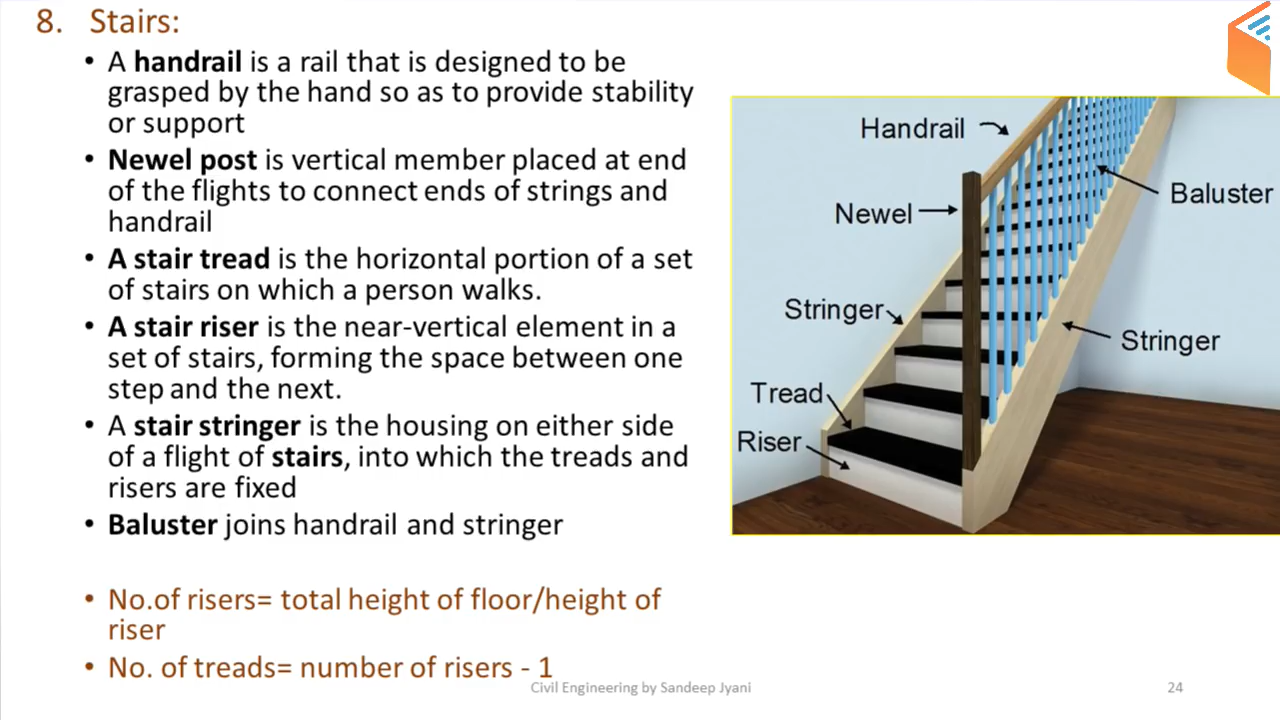 8. Stairs:
• A handrail is a rail that is designed to be
grasped by the hand so as to provide stability
or support
• Newel post is vertical member placed at end
of the flights to connect ends of strings and
handrail
• A stair tread is the horizontal portion of a set
of stairs on which a person walks.
• A stair riser is the near-vertical element in a
set of stairs, forming the space between one
step and the next.
• A stair stringer is the housing on either side
of a flight of stairs, into which the treads and
risers are fixed
• Baluster joins handrail and stringer
• No.of risers= total height of floor/height of
riser
• No. of treads= number of risers - 1
Handrail
Baluster
Newel
Stringer
Stringer
Tread
Riser
Civil Engineering by Sandeep Jyani
24